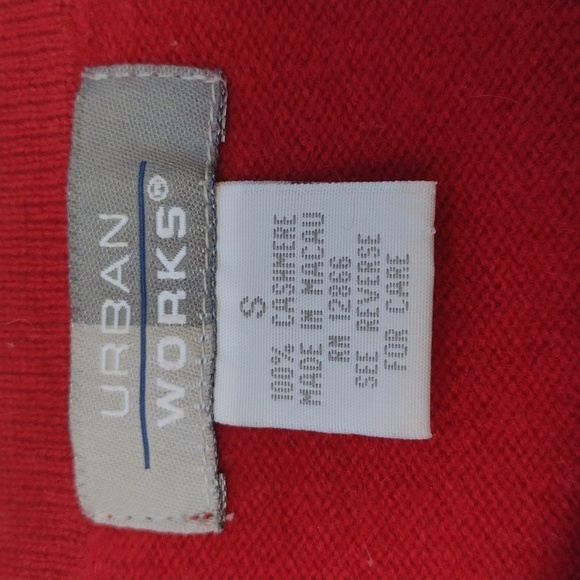 URBAN
WORKS®
S
100% CASHMERE
MADE IN MACAU
RN 12866
SEE REVERSE
FOR CARE